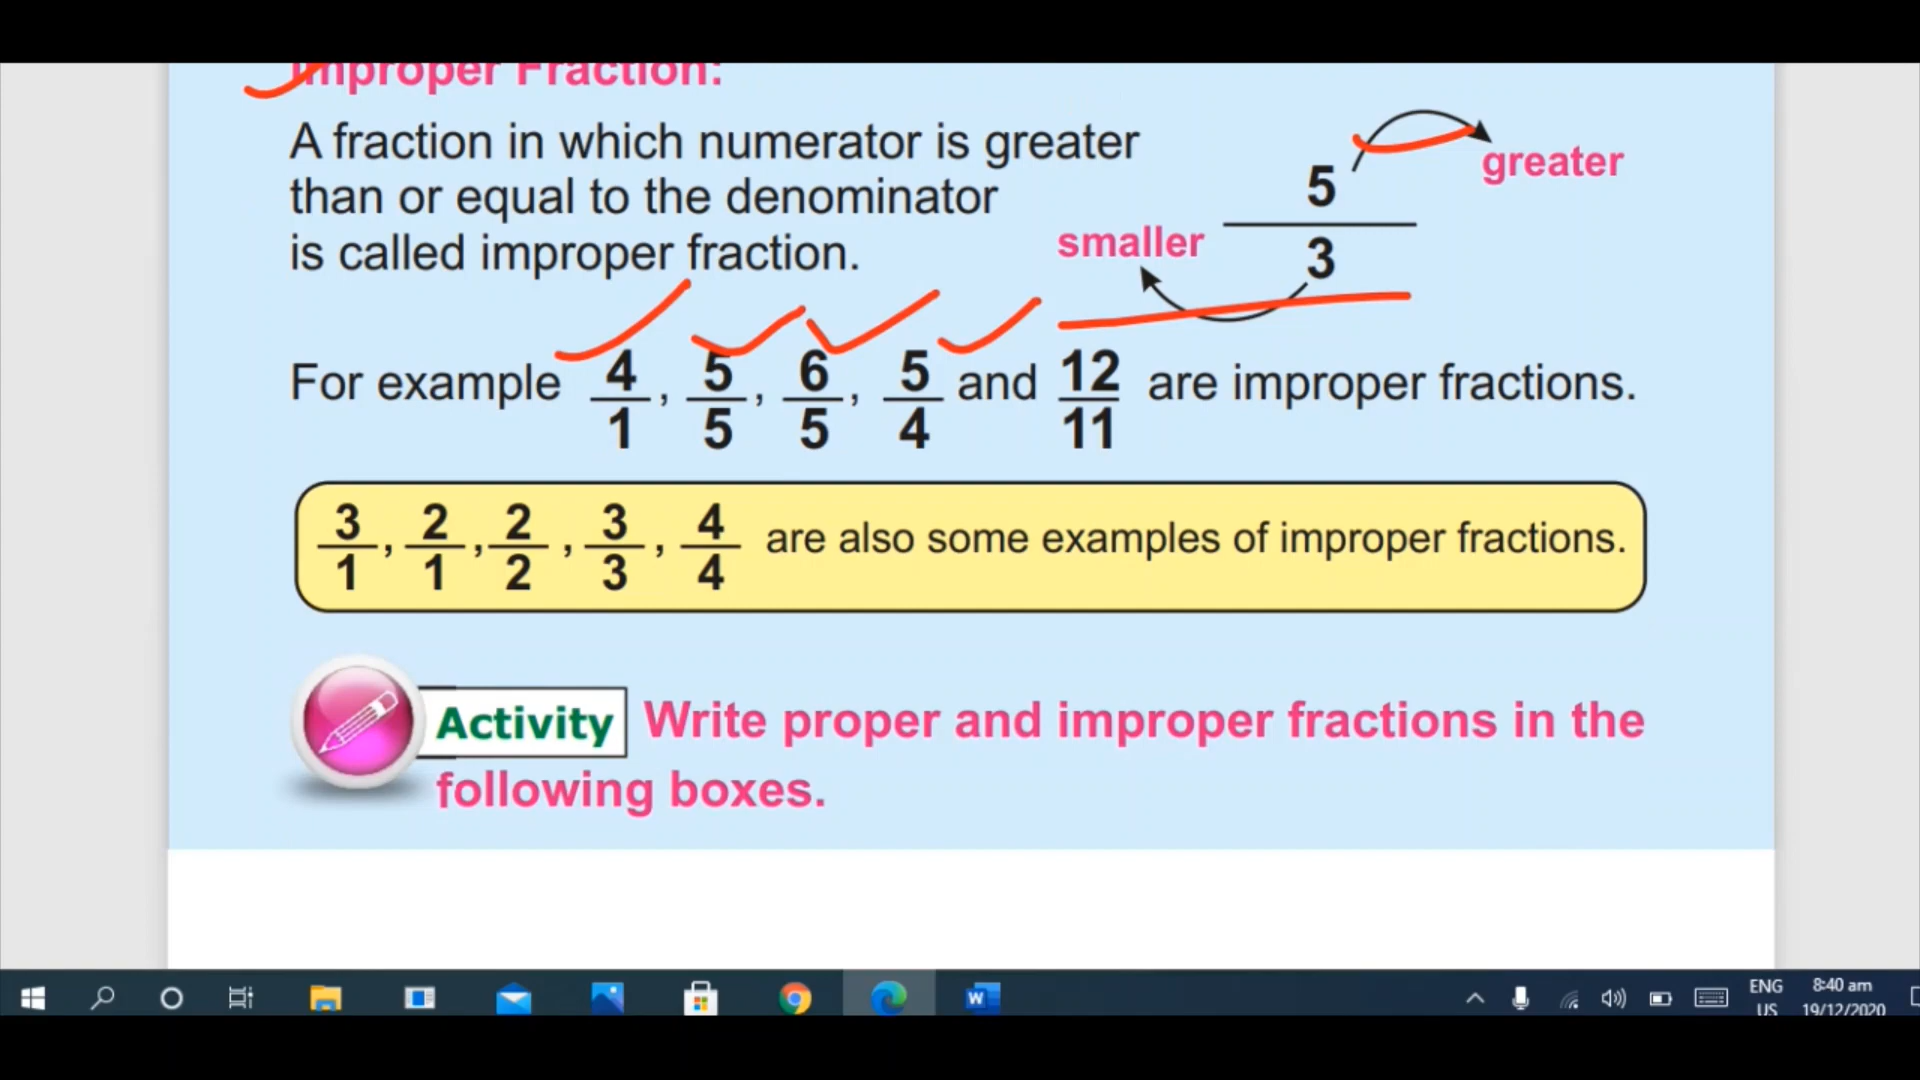 Improper Fraction:
A fraction in which numerator is greater
than or equal to the denominator
is called improper fraction.
5
3
greater
smaller
For example 4/1, 5/5, 6/5, 5/4 and 12/11 are improper fractions.
3/1, 2/1, 2/2, 3/3, 4/4 are also some examples of improper fractions.
Activity Write proper and improper fractions in the
following boxes.
W
ENG
US
8:40 am
19/12/2020